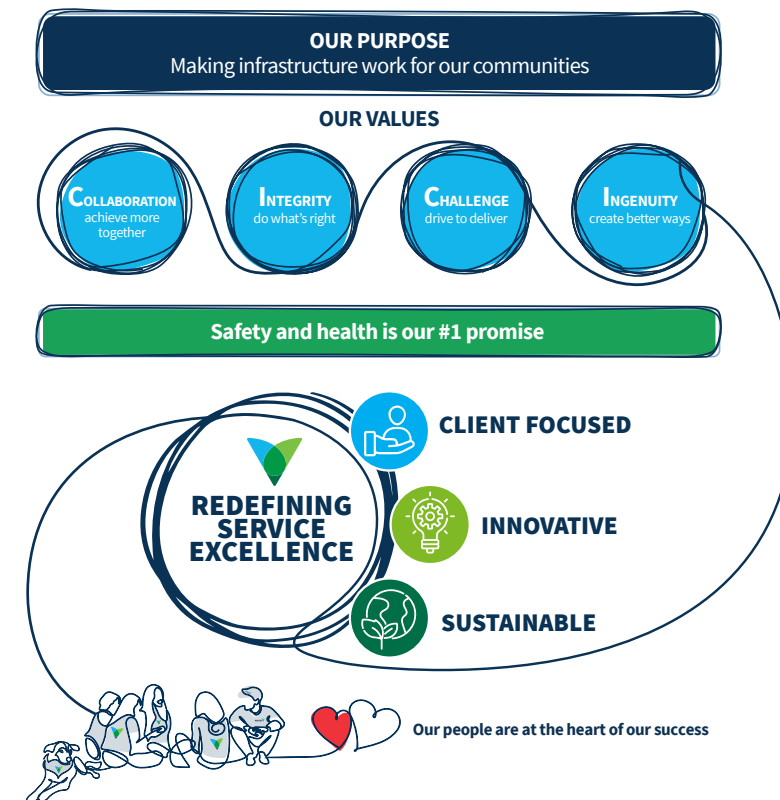 OUR PURPOSE
Making infrastructure work for our communities
OUR VALUES
COLLABORATION
achieve more
together
INTEGRITY
do what's right
CHALLENGE
drive to deliver
INGENUITY
create better ways
Safety and health is our #1 promise
REDEFINING
SERVICE
EXCELLENCE
CLIENT FOCUSED
INNOVATIVE
SUSTAINABLE
Our people are at the heart of our success